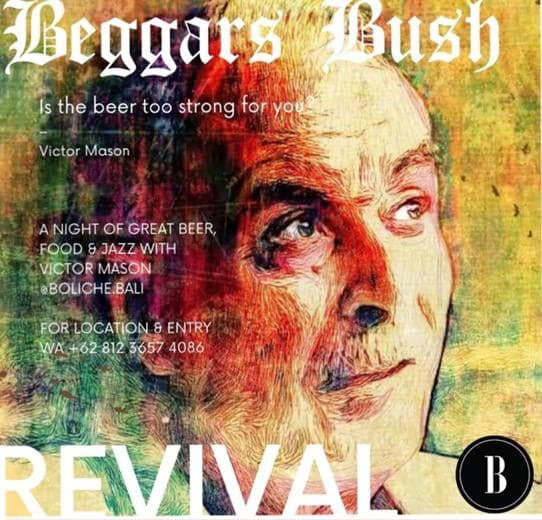 Beggars Bush
Is the beer too strong for you?"
–
Victor Mason
A NIGHT OF GREAT BEER,
FOOD & JAZZ WITH
VICTOR MASON
@BOLICHE.BALI
FOR LOCATION & ENTRY
WA +62 812 3657 4086
REVIVAL
B